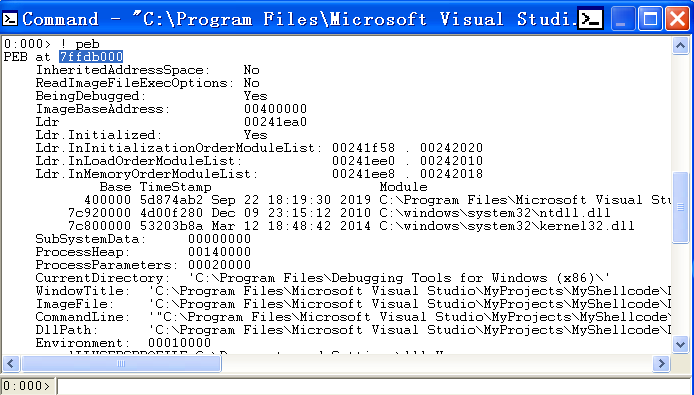 Command - "C:\Program Files\Microsoft Visual Studi...
0:000> ! peb
PEB at 7ffdb000
InheritedAddressSpace: No
ReadImageFileExecOptions: No
BeingDebugged: Yes
ImageBaseAddress: 00400000
Ldr 00241ea0
Ldr.Initialized: Yes
Ldr.InInitializationOrderModuleList: 00241f58 . 00242020
Ldr.InLoadOrderModuleList: 00241ee0 . 00242010
Ldr.InMemoryOrderModuleList: 00241ee8 . 00242018
Base TimeStamp Module
400000 5d874ab2 Sep 22 18:19:30 2019 C:\Program Files\Microsoft Visual Stu
7c920000 4d00f280 Dec 09 23:15:12 2010 C:\windows\system32\ntdll.dll
7c800000 53203b8a Mar 12 18:48:42 2014 C:\windows\system32\kernel32.dll
SubSystemData: 00000000
ProcessHeap: 00140000
ProcessParameters: 00020000
CurrentDirectory: 'C:\Program Files\Debugging Tools for Windows (x86)\'
WindowTitle: 'C:\Program Files\Microsoft Visual Studio\MyProjects\MyShellcode\
ImageFile: 'C:\Program Files\Microsoft Visual Studio\MyProjects\MyShellcode\
CommandLine: '"C:\Program Files\Microsoft Visual Studio\MyProjects\MyShellcode\
DllPath: 'C:\Program Files\Microsoft Visual Studio\MyProjects\MyShellcode\
Environment: 00010000
0:000>